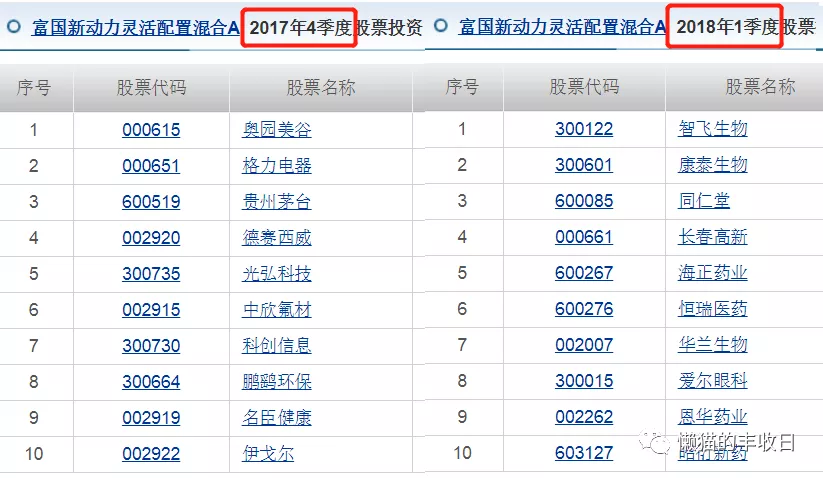 富国新动力灵活配置混合A 2017年4季度股票投资
序号 股票代码 股票名称
1 000615 奥园美谷
2 000651 格力电器
3 600519 贵州茅台
4 002920 德赛西威
5 300735 光弘科技
6 002915 中欣氟材
7 300730 科创信息
8 300664 鹏鹞环保
9 002919 名臣健康
10 002922 伊戈尔
富国新动力灵活配置混合A 2018年1季度股票
序号 股票代码 股票名称
1 300122 智飞生物
2 300601 康泰生物
3 600085 同仁堂
4 000661 长春高新
5 600267 海正药业
6 600276 恒瑞医药
7 002007 华兰生物
8 300015 爱尔眼科
9 002262 恩华药业
10 603127 昭衍新药
懒猫的丰收日